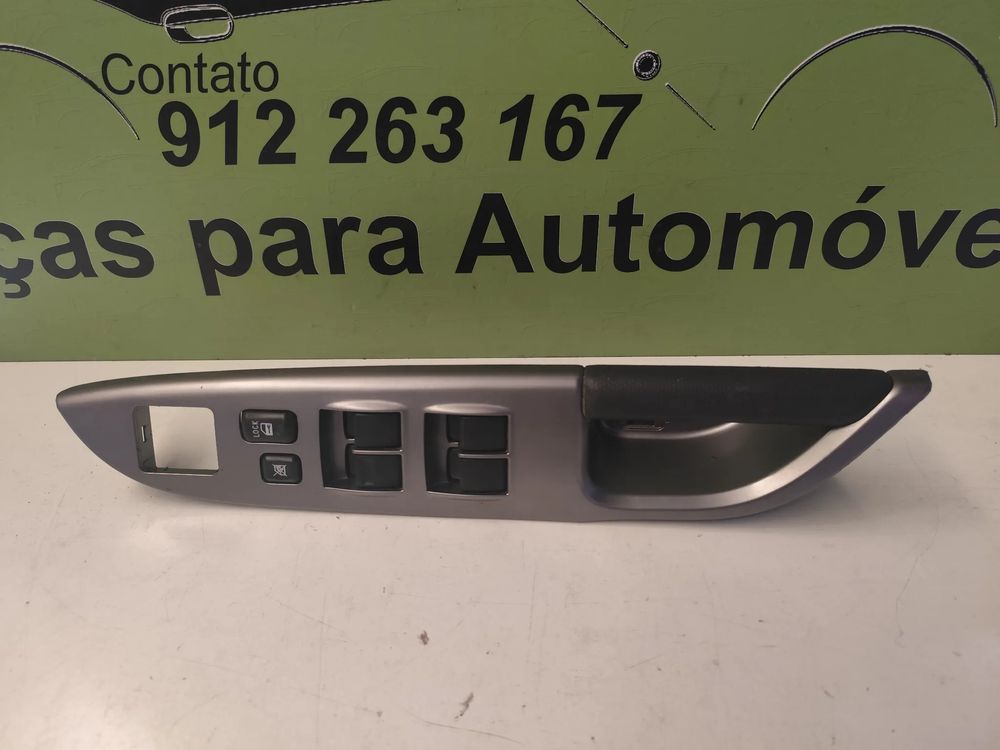 Contato
912 263 167
ças para Automóve
LOCK